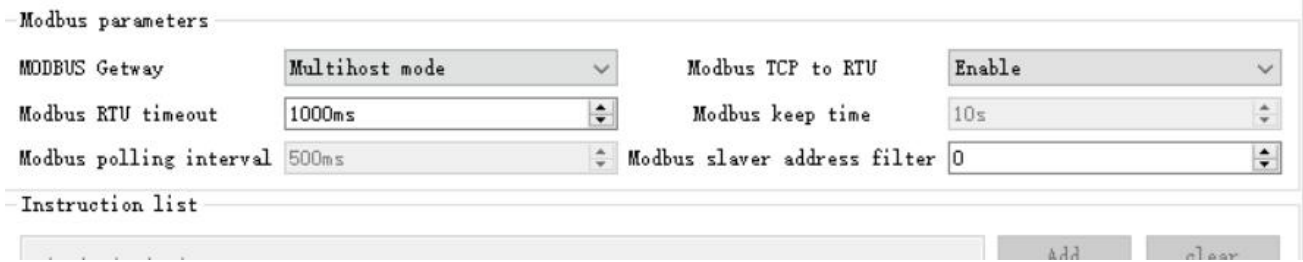 Modbus parameters
MODBUS Getway Multihost mode Modbus TCP to RTU Enable
Modbus RTU timeout 1000ms Modbus keep time 10s
Modbus polling interval 500ms Modbus slaver address filter 0
Instruction list
Add clear